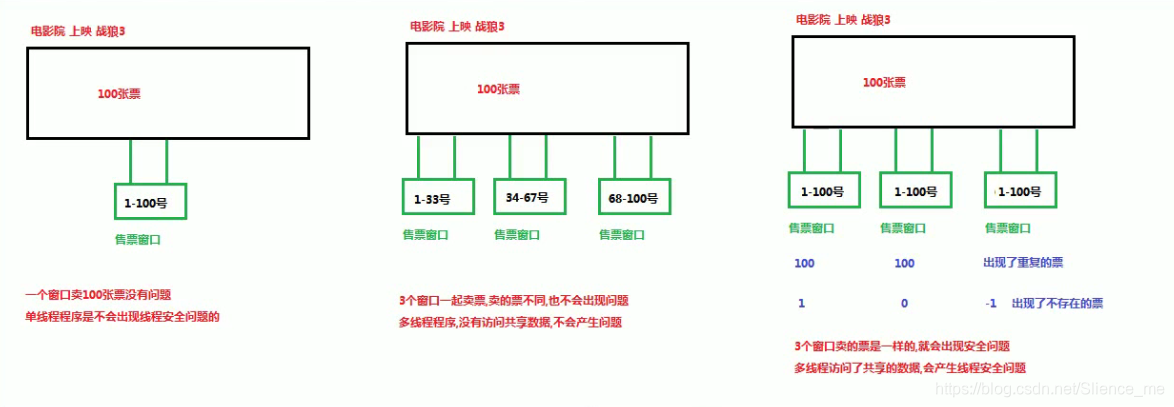 电影院 上映 战狼3
100张票
1-100号
售票窗口
一个窗口卖100张票没有问题
单线程程序是不会出现线程安全问题的
电影院 上映 战狼3
100张票
1-33号
34-67号
68-100号
售票窗口
售票窗口
售票窗口
3个窗口一起卖票,卖的票不同,也不会出现问题
多线程程序,没有访问共享数据,不会产生问题
电影院 上映 战狼3
100张票
1-100号
1-100号
1-100号
售票窗口
售票窗口
售票窗口
100 100 出现了重复的票
1 0 -1 出现了不存在的票
3个窗口卖的票是一样的,就会出现安全问题
多线程访问了共享的数据,会产生线程安全问题
https://blog.csdn.net/Slience_me